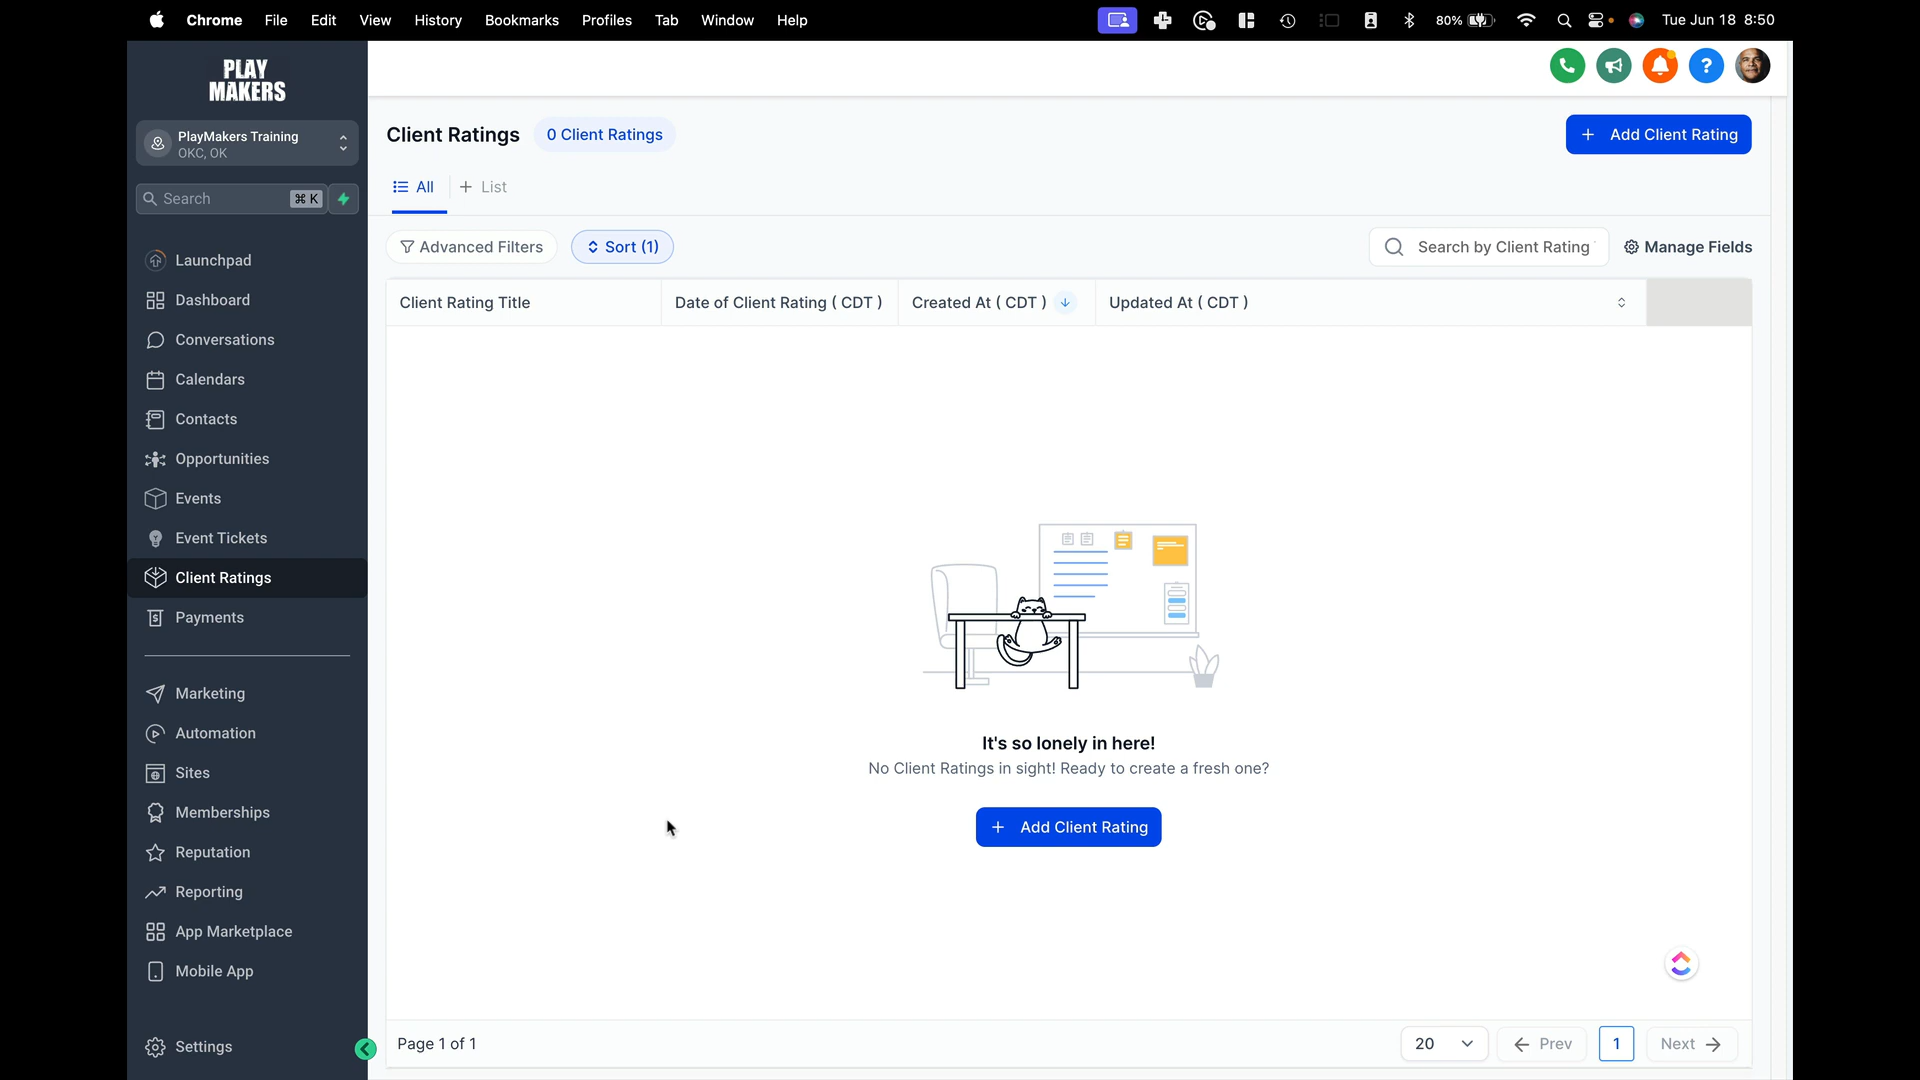 Chrome File Edit View History Bookmarks Profiles Tab Window Help 80% Tue Jun 18 8:50
PLAY
MAKERS
PlayMakers Training
OKC, OK
Search ⌘ K
Launchpad
Dashboard
Conversations
Calendars
Contacts
Opportunities
Events
Event Tickets
Client Ratings
Payments
Marketing
Automation
Sites
Memberships
Reputation
Reporting
App Marketplace
Mobile App
Settings
Client Ratings 0 Client Ratings + Add Client Rating
All + List
Advanced Filters Sort (1) Search by Client Rating Manage Fields
Client Rating Title Date of Client Rating ( CDT ) Created At ( CDT ) Updated At ( CDT )
It's so lonely in here!
No Client Ratings in sight! Ready to create a fresh one?
+ Add Client Rating
Page 1 of 1 20 Prev 1 Next